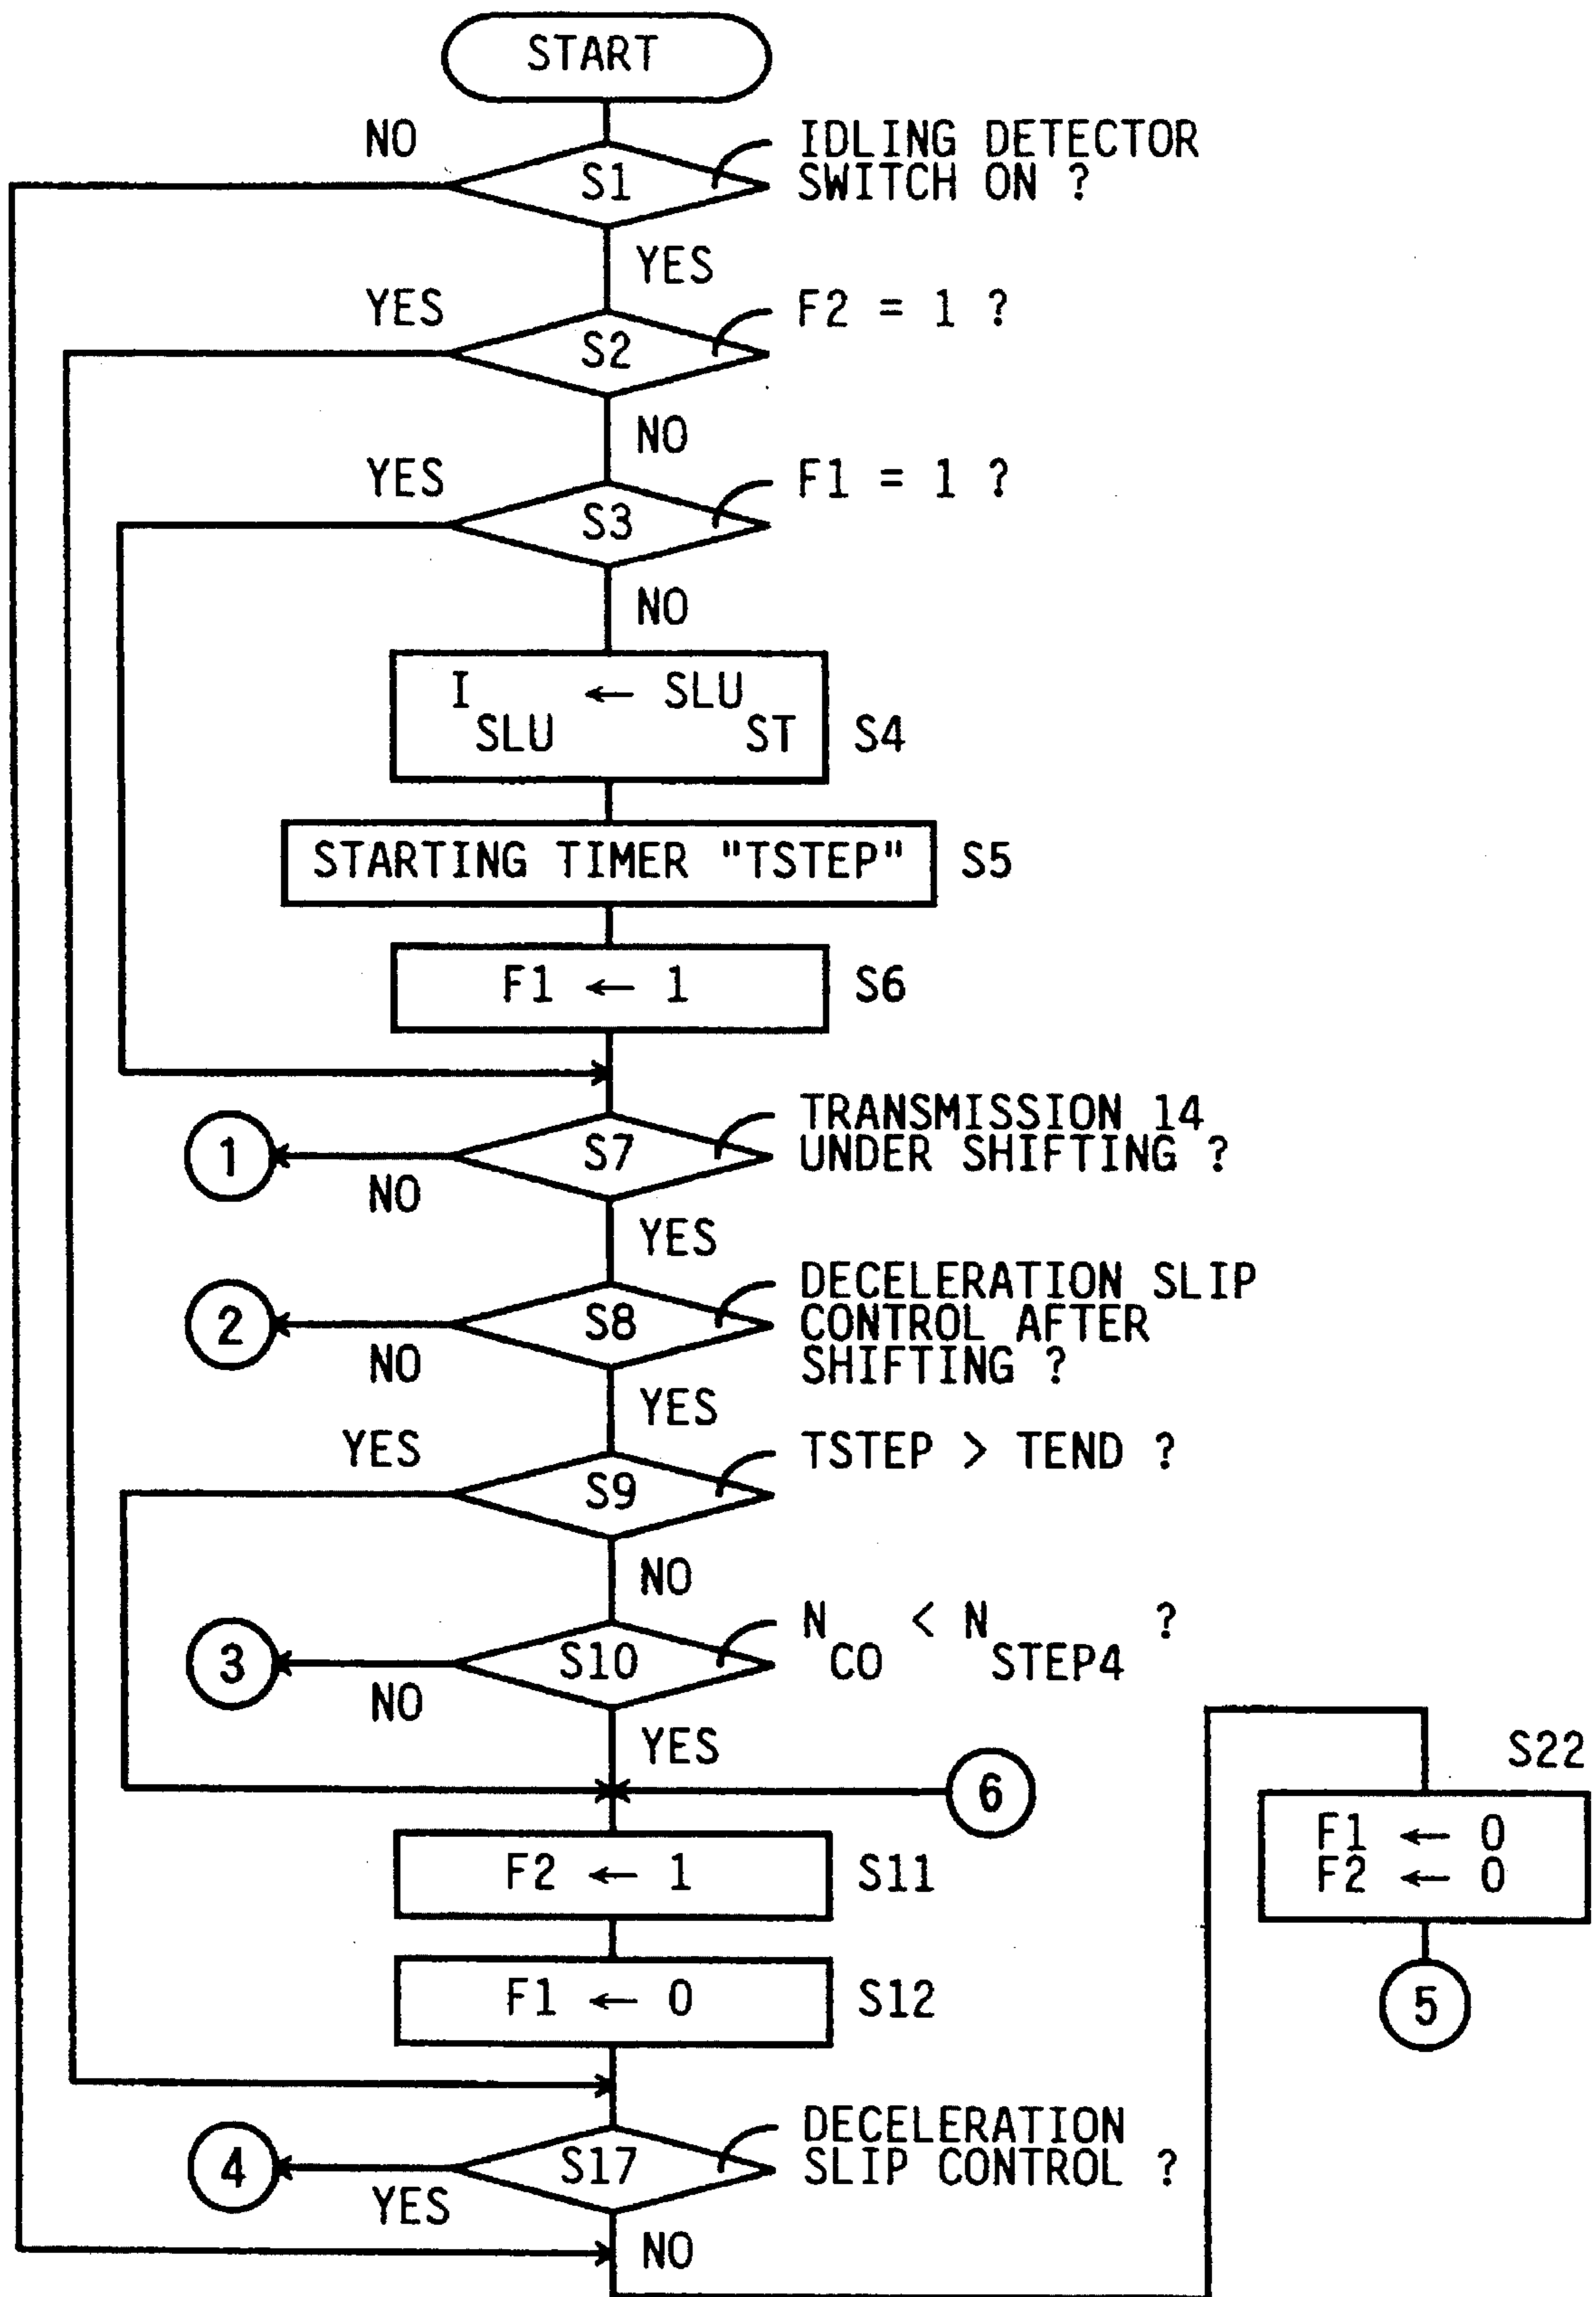 START
NO
S1
IDLING DETECTOR
SWITCH ON ?
YES
YES
S2
F2 = 1 ?
NO
YES
S3
F1 = 1 ?
NO
I SLU ← SLU ST
S4
STARTING TIMER "TSTEP"
S5
F1 ← 1
S6
1
NO
S7
TRANSMISSION 14
UNDER SHIFTING ?
YES
2
NO
S8
DECELERATION SLIP
CONTROL AFTER
SHIFTING ?
YES
YES
S9
TSTEP > TEND ?
NO
3
NO
S10
N CO < N STEP4 ?
YES
6
S22
F1 ← 0
F2 ← 0
5
F2 ← 1
S11
F1 ← 0
S12
4
YES
S17
DECELERATION
SLIP CONTROL ?
NO